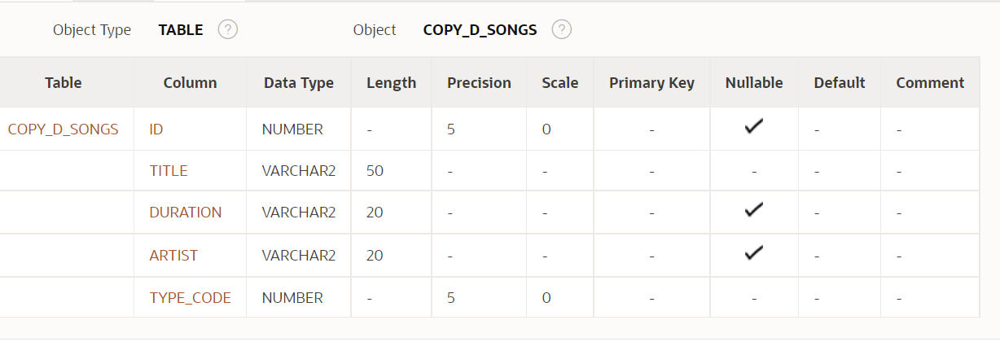 Object Type TABLE ? Object COPY_D_SONGS ?
Table Column Data Type Length Precision Scale Primary Key Nullable Default Comment
COPY_D_SONGS ID NUMBER - 5 0 - ✓ - -
TITLE VARCHAR2 50 - - - - - -
DURATION VARCHAR2 20 - - - ✓ - -
ARTIST VARCHAR2 20 - - - ✓ - -
TYPE_CODE NUMBER - 5 0 - - - -